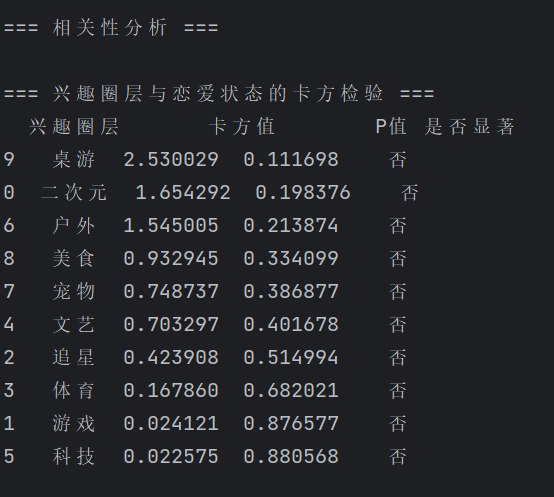 === 相关性分析 ===
=== 兴趣圈层与恋爱状态的卡方检验 ===
兴趣圈层 卡方值 P值 是否显著
9 桌游 2.530029 0.111698 否
0 二次元 1.654292 0.198376 否
6 户外 1.545005 0.213874 否
8 美食 0.932945 0.334099 否
7 宠物 0.748737 0.386877 否
4 文艺 0.703297 0.401678 否
2 追星 0.423908 0.514994 否
3 体育 0.167860 0.682021 否
1 游戏 0.024121 0.876577 否
5 科技 0.022575 0.880568 否